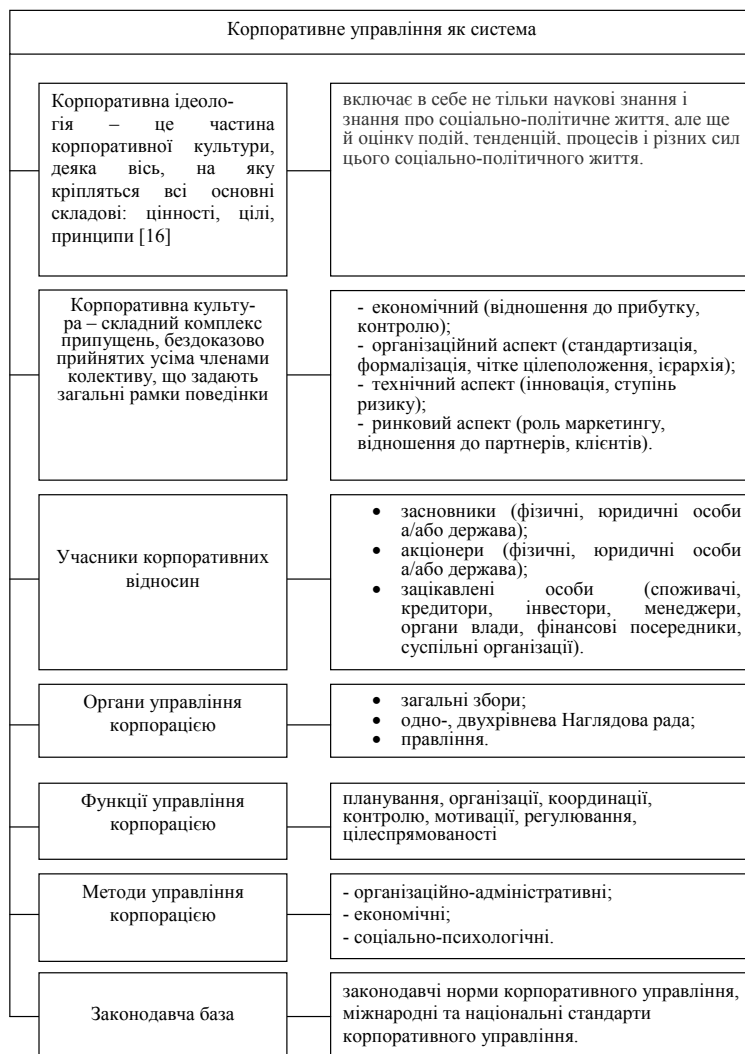 Корпоративне управління як система
Корпоративна ідеоло-
гія – це частина
корпоративної культури,
деяка вісь, на яку
кріпляться всі основні
складові: цінності, цілі,
принципи [16]
включає в себе не тільки наукові знання і
знання про соціально-політичне життя, але ще
й оцінку подій, тенденцій, процесів і різних сил
цього соціально-політичного життя.
Корпоративна культу-
ра – складний комплекс
припущень, бездоказово
прийнятих усіма членами
колективу, що задають
загальні рамки поведінки
- економічний (відношення до прибутку,
контролю);
- організаційний аспект (стандартизація,
формалізація, чітке цілеположення, ієрархія);
- технічний аспект (інновація, ступінь
ризику);
- ринковий аспект (роль маркетингу,
відношення до партнерів, клієнтів).
Учасники корпоративних
відносин
• засновники (фізичні, юридичні особи
а/або держава);
• акціонери (фізичні, юридичні особи
а/або держава);
• зацікавлені особи (споживачі,
кредитори, інвестори, менеджери,
органи влади, фінансові посередники,
суспільні організації).
Органи управління
корпорацією
• загальні збори;
• одно-, двухрівнева Наглядова рада;
• правління.
Функції управління
корпорацією
планування, організації, координації,
контролю, мотивації, регулювання,
цілеспрямованості
Методи управління
корпорацією
- організаційно-адміністративні;
- економічні;
- соціально-психологічні.
Законодавча база
законодавчі норми корпоративного управління,
міжнародні та національні стандарти
корпоративного управління.